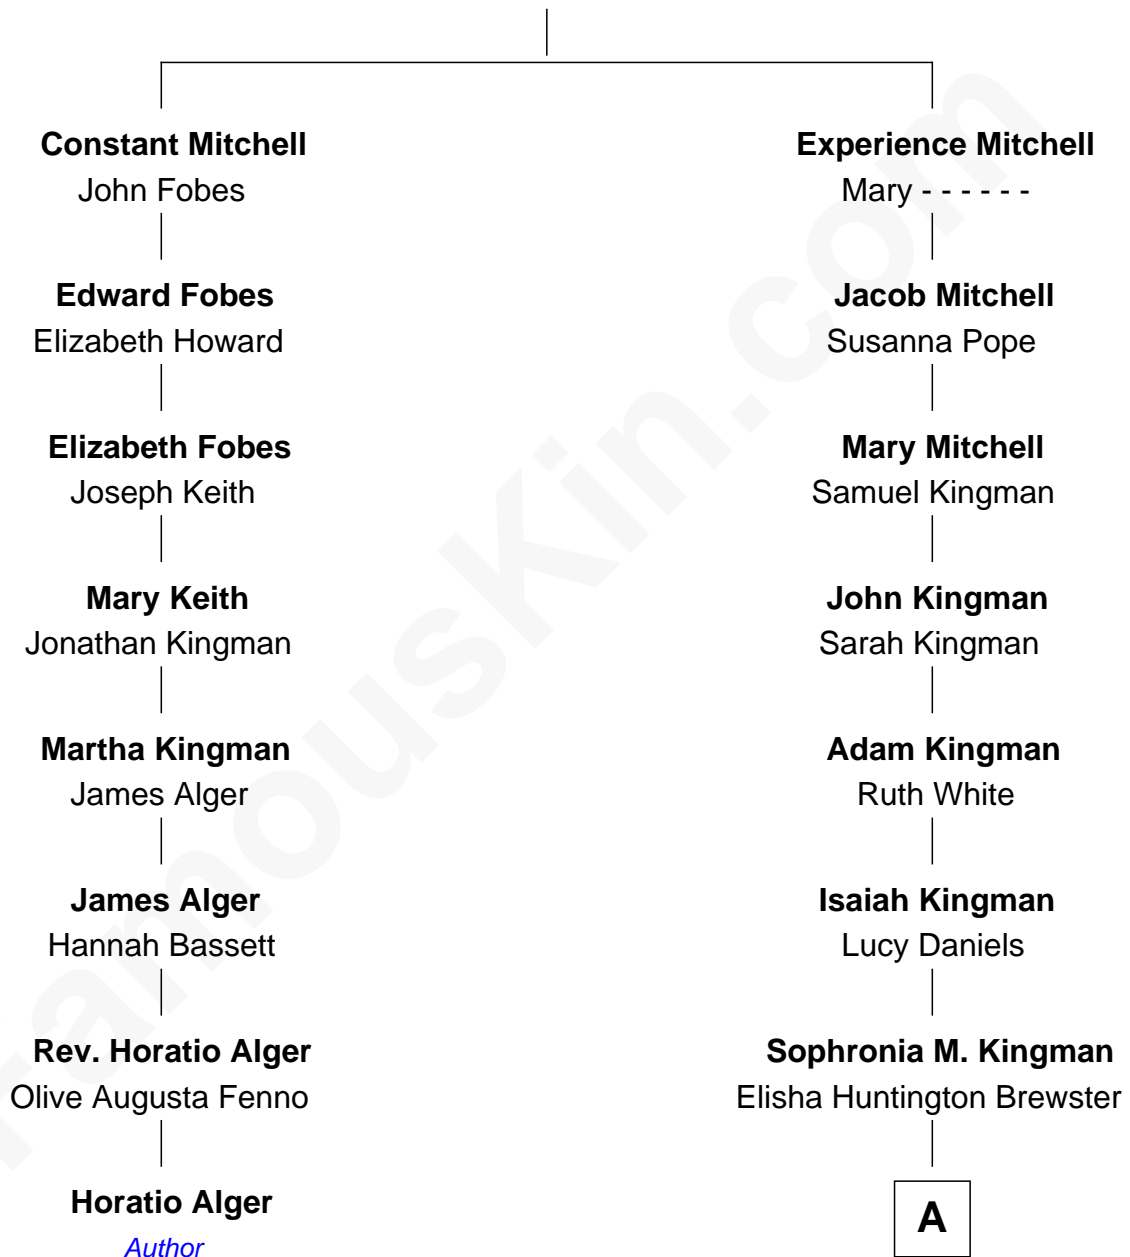 Constant Mitchell
John Fobes
Edward Fobes
Elizabeth Howard
Elizabeth Fobes
Joseph Keith
Mary Keith
Jonathan Kingman
Martha Kingman
James Alger
James Alger
Hannah Bassett
Rev. Horatio Alger
Olive Augusta Fenno
Horatio Alger
Author
Experience Mitchell
Mary - - - - - -
Jacob Mitchell
Susanna Pope
Mary Mitchell
Samuel Kingman
John Kingman
Sarah Kingman
Adam Kingman
Ruth White
Isaiah Kingman
Lucy Daniels
Sophronia M. Kingman
Elisha Huntington Brewster
A
FamousKin.com